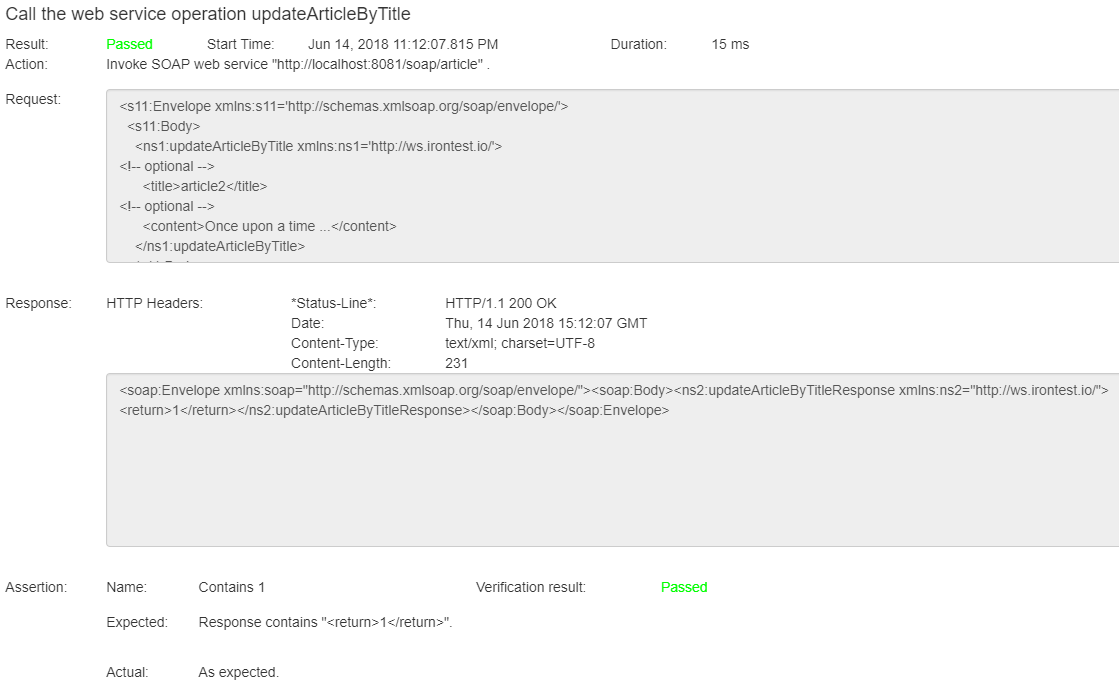 Call the web service operation updateArticleByTitle
Result: Passed Start Time: Jun 14, 2018 11:12:07.815 PM Duration: 15 ms
Action: Invoke SOAP web service "http://localhost:8081/soap/article" .
Request:
<s11:Envelope xmlns:s11='http://schemas.xmlsoap.org/soap/envelope/'>
<s11:Body>
<ns1:updateArticleByTitle xmlns:ns1='http://ws.irontest.io/'>
<!-- optional -->
<title>article2</title>
<!-- optional -->
<content>Once upon a time ...</content>
</ns1:updateArticleByTitle>
Response: HTTP Headers: *Status-Line*: HTTP/1.1 200 OK
Date: Thu, 14 Jun 2018 15:12:07 GMT
Content-Type: text/xml; charset=UTF-8
Content-Length: 231
<soap:Envelope xmlns:soap="http://schemas.xmlsoap.org/soap/envelope/"><soap:Body><ns2:updateArticleByTitleResponse xmlns:ns2="http://ws.irontest.io/">
<return>1</return></ns2:updateArticleByTitleResponse></soap:Body></soap:Envelope>
Assertion: Name: Contains 1 Verification result: Passed
Expected: Response contains "<return>1</return>".
Actual: As expected.